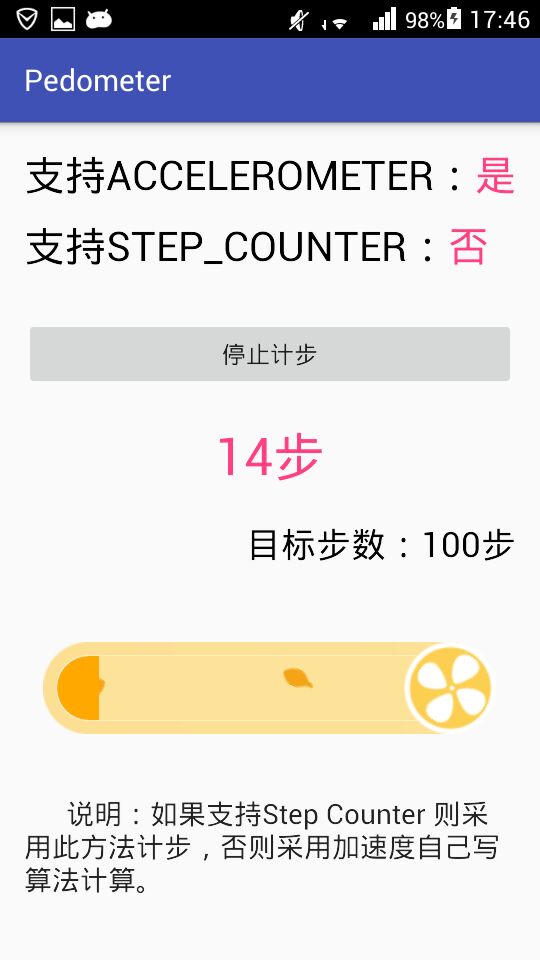 98% 17:46
Pedometer
支持ACCELEROMETER：是
支持STEP_COUNTER：否
停止计步
14步
目标步数：100步
说明：如果支持Step Counter 则采
用此方法计步，否则采用加速度自己写
算法计算。